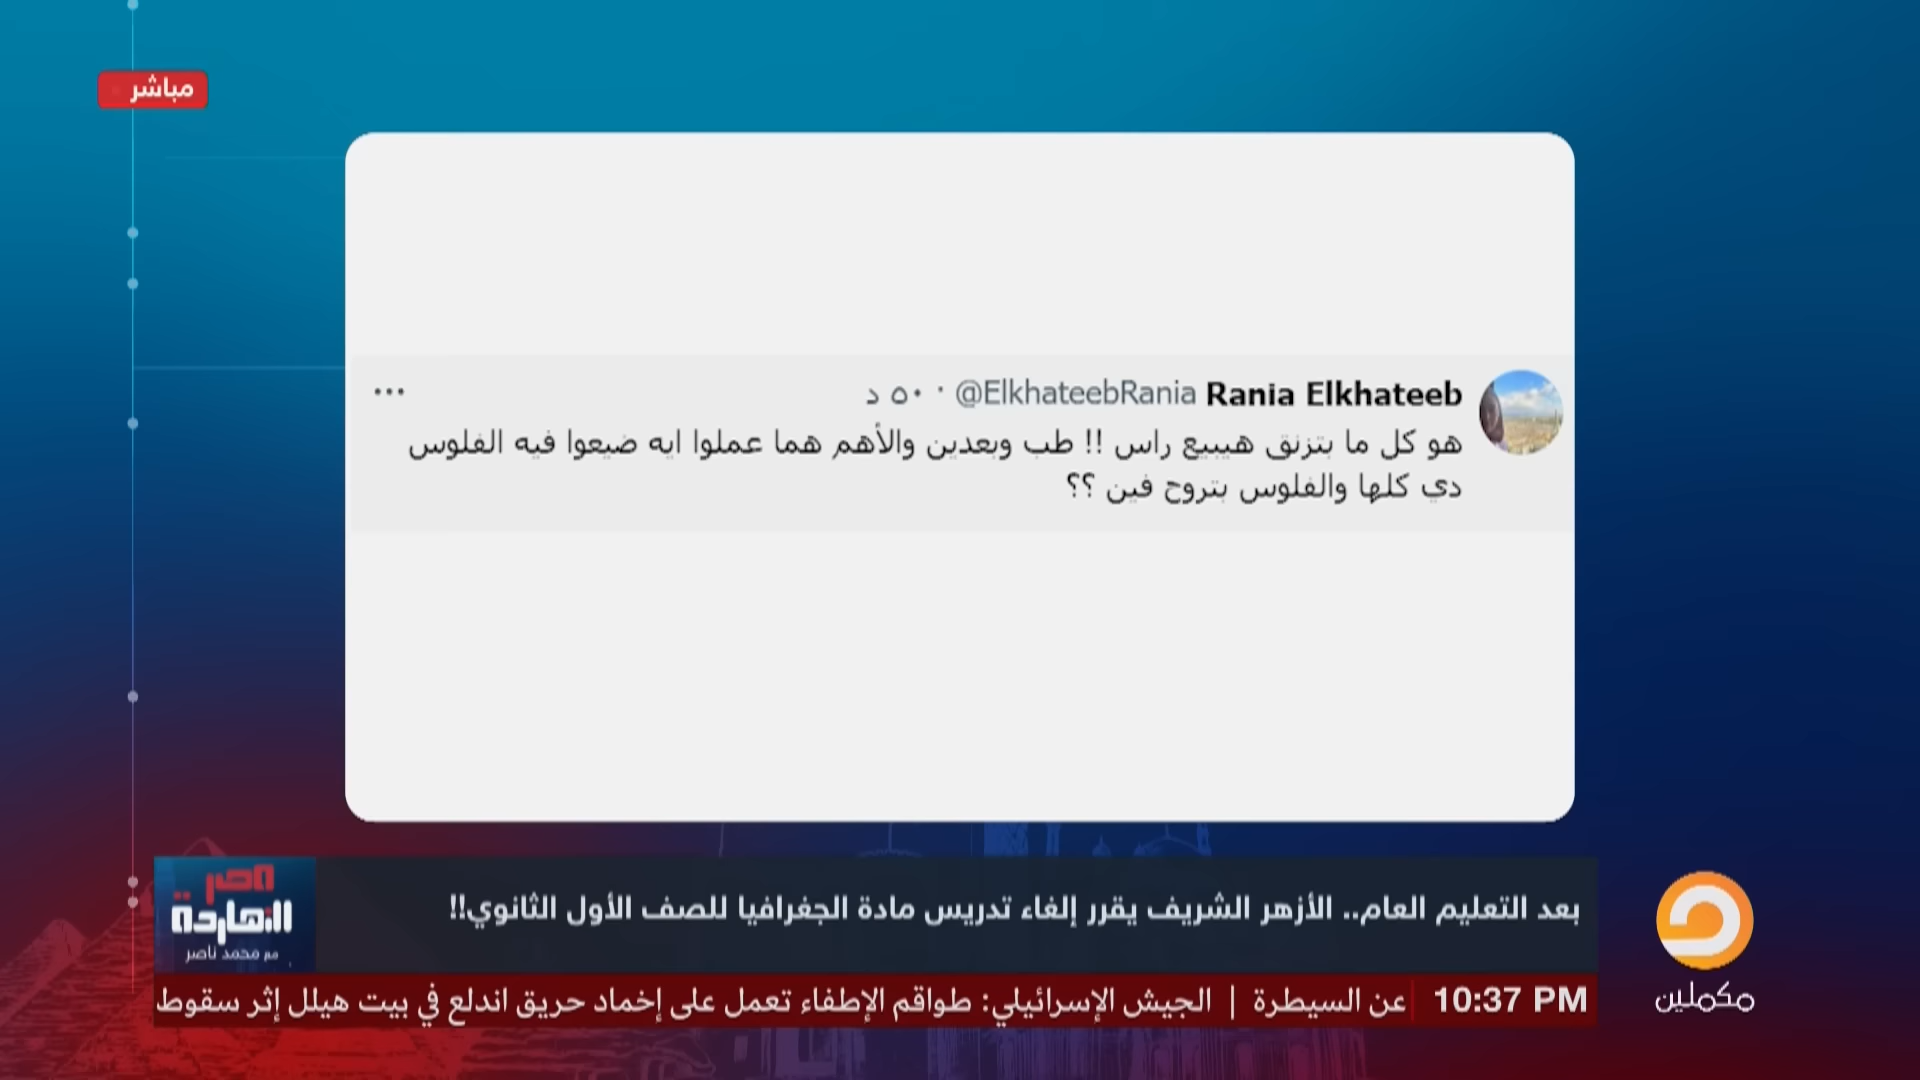 مباشر
Rania Elkhateeb @ElkhateebRania · ٥٠ د
هو كل ما بتزنق هيبيع راس !! طب وبعدين والأهم هما عملوا ايه ضيعوا فيه الفلوس
دي كلها والفلوس بتروح فين ؟؟
بعد التعليم العام.. الأزهر الشريف يقرر إلغاء تدريس مادة الجغرافيا للصف الأول الثانوي!!
مصر
النهاردة
مع محمد ناصر
10:37 PM
عن السيطرة | الجيش الإسرائيلي: طواقم الإطفاء تعمل على إخماد حريق اندلع في بيت هيلل إثر سقوط
مكملين